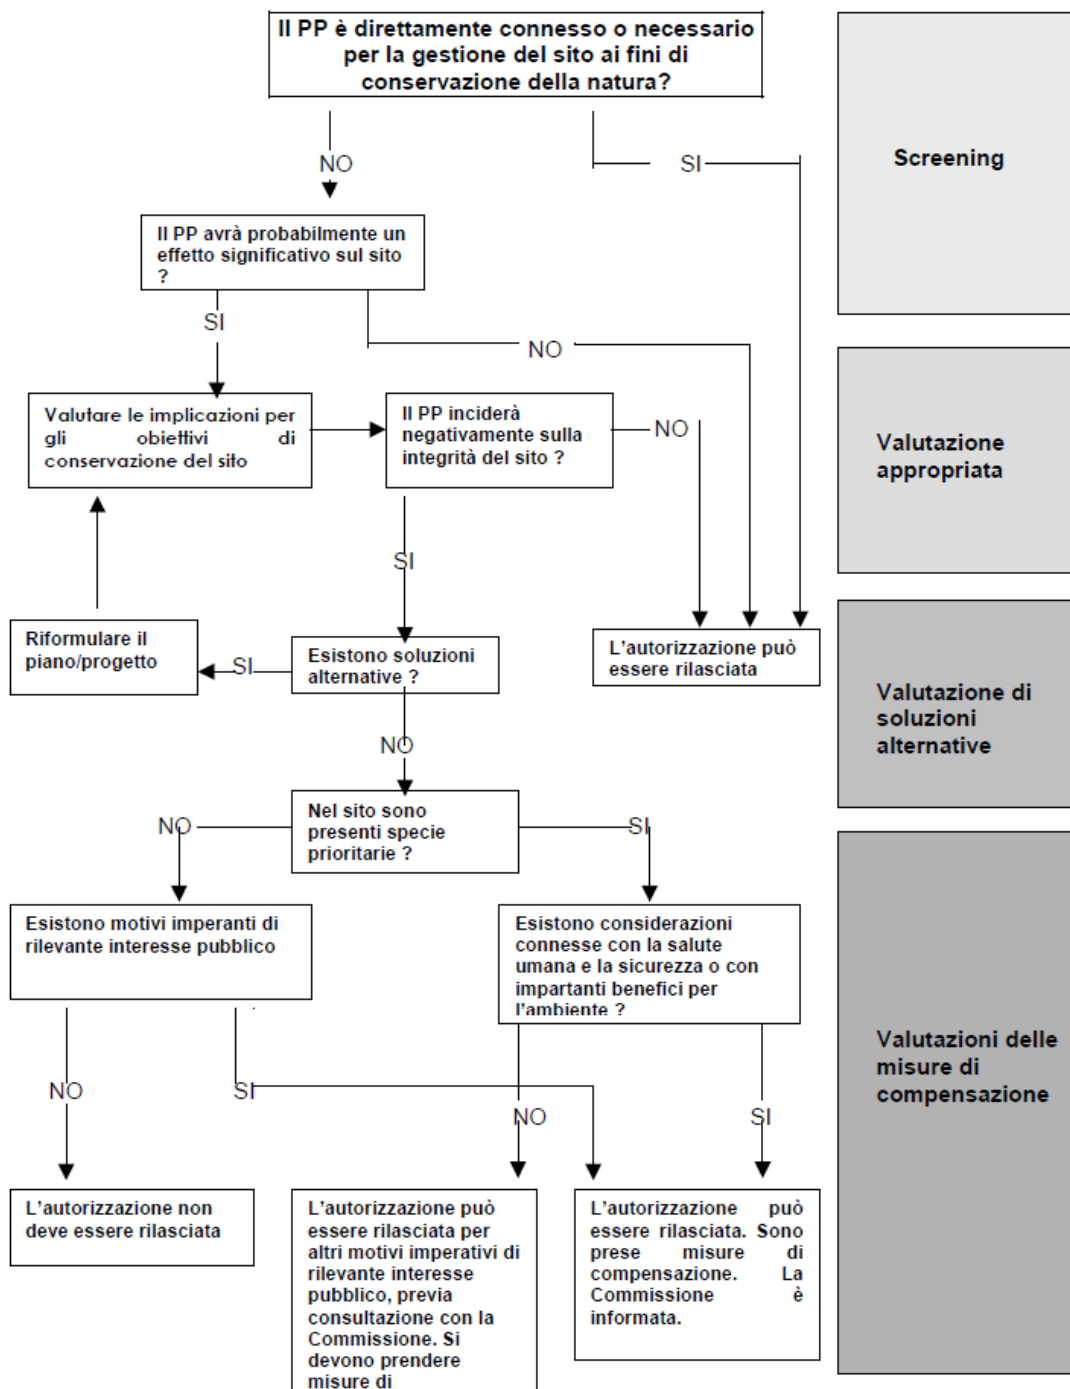 Il PP è direttamente connesso o necessario
per la gestione del sito ai fini di
conservazione della natura?
Screening
NO
SI
Il PP avrà probabilmente un
effetto significativo sul sito
?
SI
NO
Valutare le implicazioni per
gli obiettivi di
conservazione del sito
Il PP inciderà
negativamente sulla
integrità del sito ?
NO
Valutazione
appropriata
SI
Riformulare il
piano/progetto
SI
Esistono soluzioni
alternative ?
L'autorizzazione può
essere rilasciata
Valutazione di
soluzioni
alternative
NO
Nel sito sono
presenti specie
prioritarie ?
NO
SI
Esistono motivi imperanti di
rilevante interesse pubblico
Esistono considerazioni
connesse con la salute
umana e la sicurezza o con
impartanti benefici per
l'ambiente ?
Valutazioni delle
misure di
compensazione
NO
SI
NO
SI
L'autorizzazione non
deve essere rilasciata
L'autorizzazione può
essere rilasciata per
altri motivi imperativi di
rilevante interesse
pubblico, previa
consultazione con la
Commissione. Si
devono prendere
misure di
L'autorizzazione può
essere rilasciata. Sono
prese misure di
compensazione. La
Commissione è
informata.